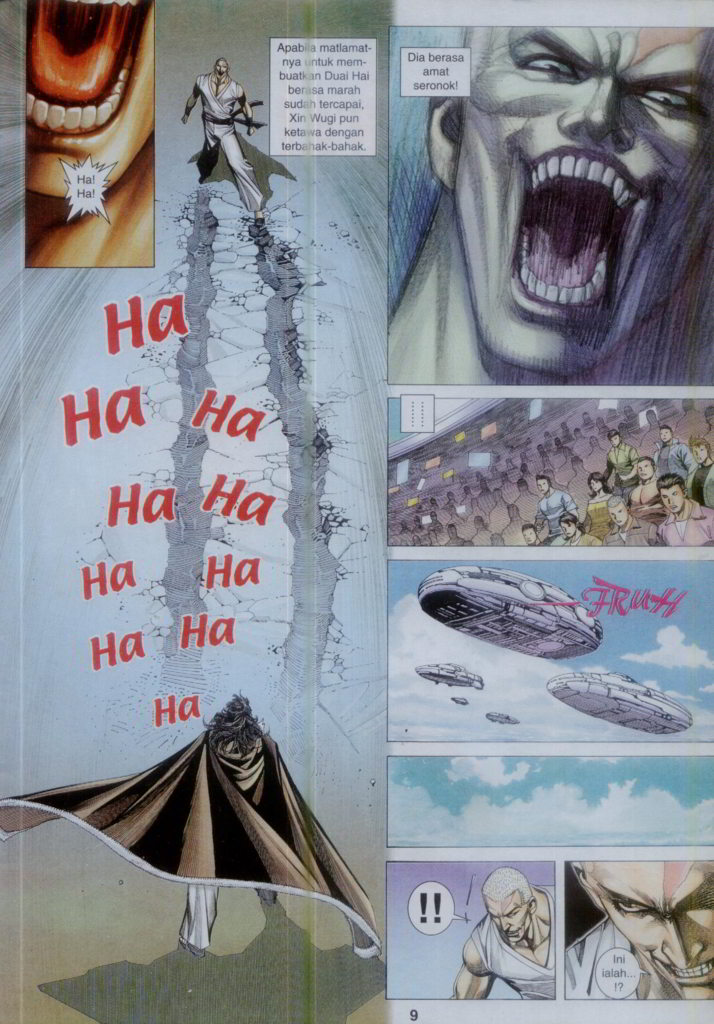 Ha!
Ha!
Apabila matlamat-
nya untuk mem-
buatkan Duai Hai
berasa marah
sudah tercapai,
Xin Wugi pun
ketawa dengan
terbahak-bahak.
Ha
Ha
Ha
Ha
Ha
Ha
Ha
Ha
Ha
Ha
Dia berasa
amat
seronok!
FRUUH
!!
Ini
ialah...
!?
9